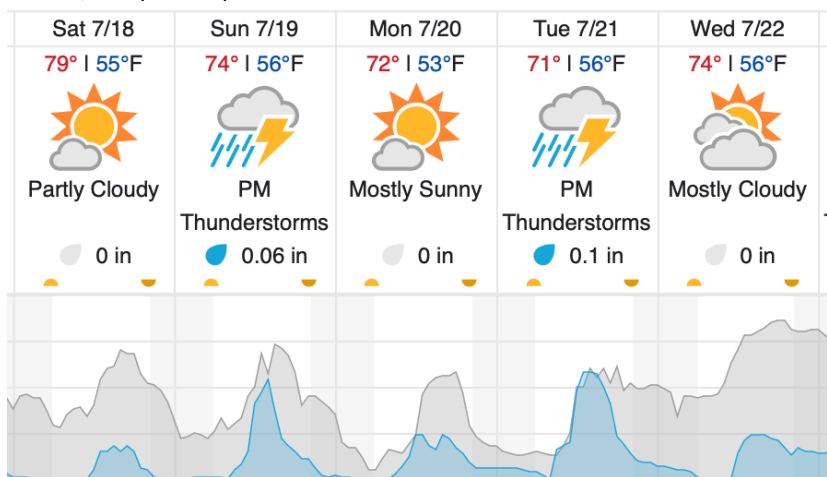 Sat 7/18
Sun 7/19
Mon 7/20
Tue 7/21
Wed 7/22
79° | 55°F
74° | 56°F
72° | 53°F
71° | 56°F
74° | 56°F
Partly Cloudy
PM
Thunderstorms
Mostly Sunny
PM
Thunderstorms
Mostly Cloudy
0 in
0.06 in
0 in
0.1 in
0 in